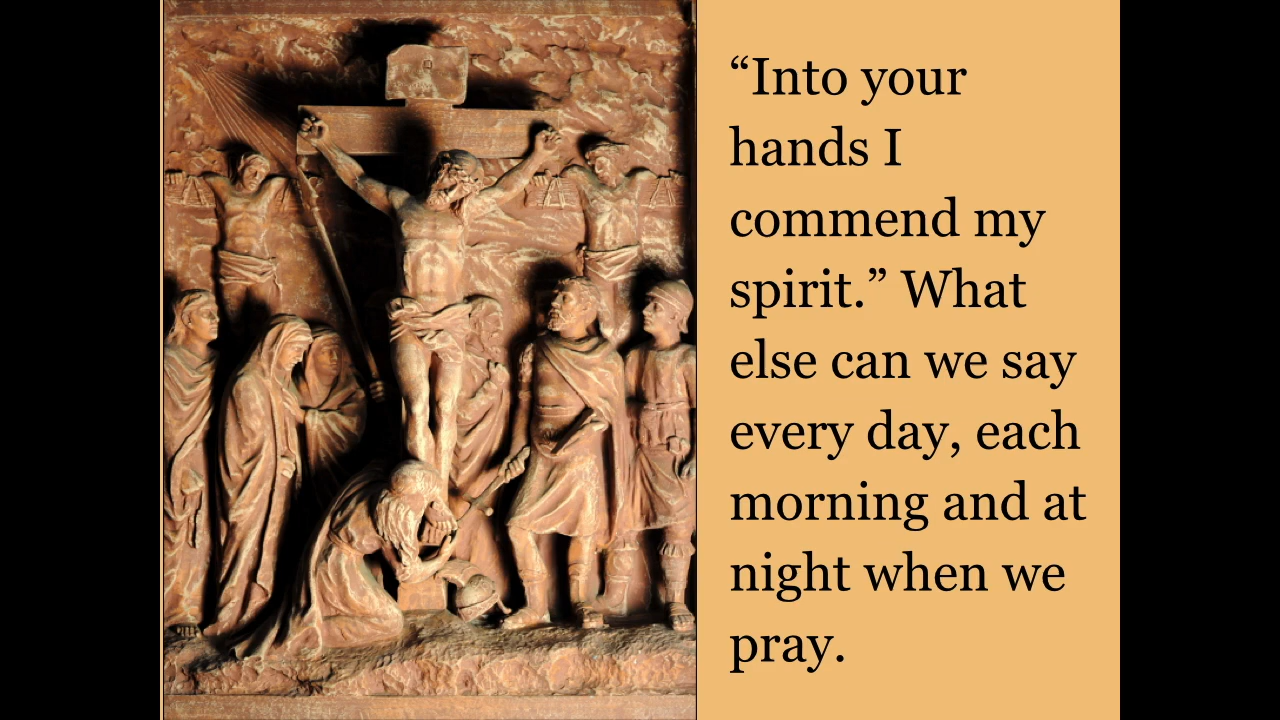 “Into your
hands I
commend my
spirit.” What
else can we say
every day, each
morning and at
night when we
pray.